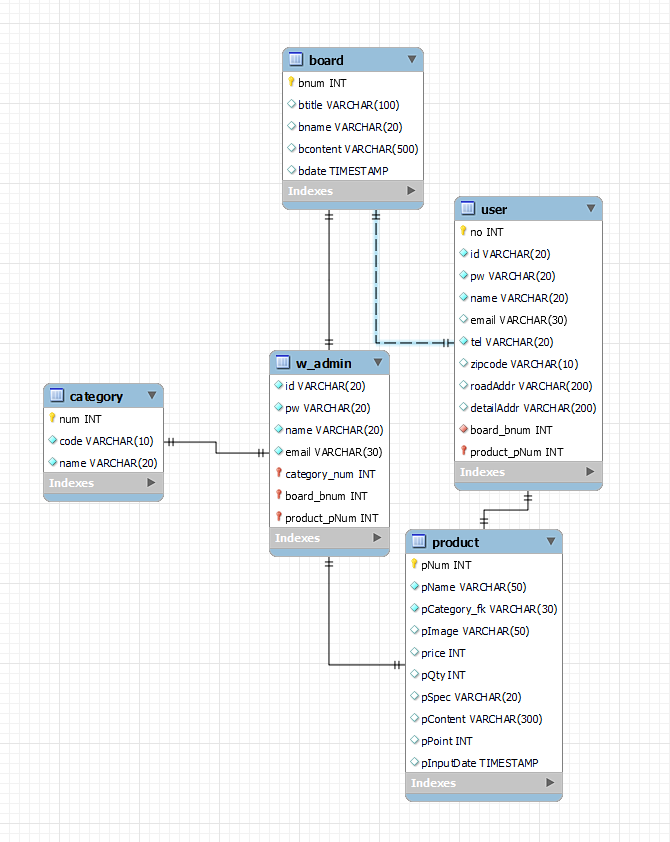 board
bnum INT
btitle VARCHAR(100)
bname VARCHAR(20)
bcontent VARCHAR(500)
bdate TIMESTAMP
Indexes
user
no INT
id VARCHAR(20)
pw VARCHAR(20)
name VARCHAR(20)
email VARCHAR(30)
tel VARCHAR(20)
zipcode VARCHAR(10)
roadAddr VARCHAR(200)
detailAddr VARCHAR(200)
board_bnum INT
product_pNum INT
Indexes
w_admin
id VARCHAR(20)
pw VARCHAR(20)
name VARCHAR(20)
email VARCHAR(30)
category_num INT
board_bnum INT
product_pNum INT
Indexes
category
num INT
code VARCHAR(10)
name VARCHAR(20)
Indexes
product
pNum INT
pName VARCHAR(50)
pCategory_fk VARCHAR(30)
pImage VARCHAR(50)
price INT
pQty INT
pSpec VARCHAR(20)
pContent VARCHAR(300)
pPoint INT
pInputDate TIMESTAMP
Indexes